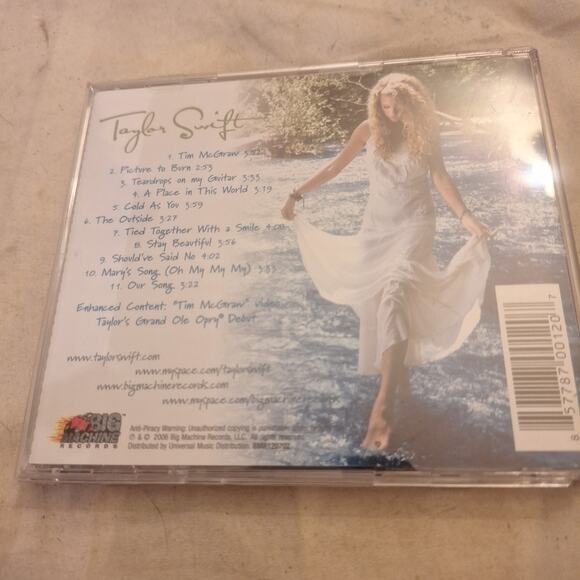 Taylor Swift
1. Tim McGraw 3:52
2. Picture to Burn 2:53
3. Teardrops on my Guitar 3:33
4. A Place in This World 3:19
5. Cold As You 3:59
6. The Outside 3:27
7. Tied Together With a Smile 4:08
8. Stay Beautiful 3:56
9. Should've Said No 4:02
10. Mary's Song (Oh My My My) 3:33
11. Our Song 3:22
Enhanced Content: "Tim McGraw" video
Taylor's Grand Ole Opry® Debut
www.taylorswift.com
www.myspace.com/taylorswift
www.bigmachinerecords.com
www.myspace.com/bigmachinerecords
BIG
MACHINE
RECORDS
Anti-Piracy Warning: Unauthorized copying is punishable under law.
℗ & © 2006 Big Machine Records, LLC. All rights reserved.
Distributed by Universal Music Distribution.
57787 00120 7